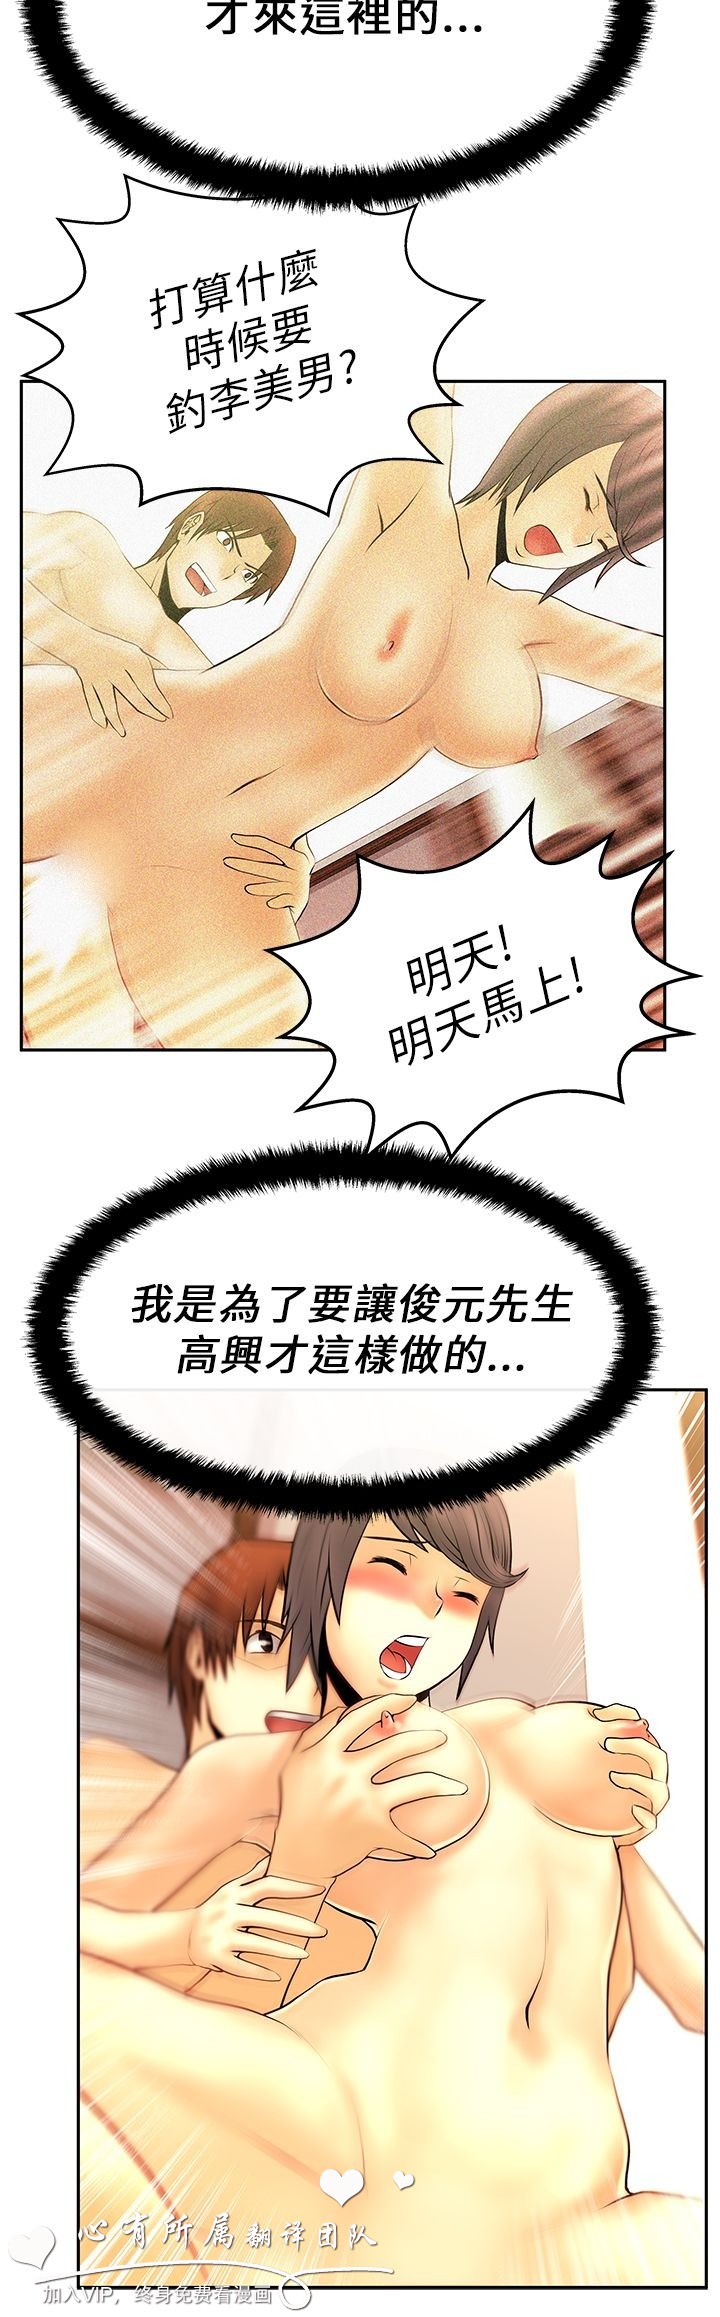 才來這裡的...
打算什麼
時候要
釣李美男?
明天!
明天馬上!
我是為了要讓俊元先生
高興才這樣做的...
心有所属翻译团队
加入VIP，终身免费看漫画